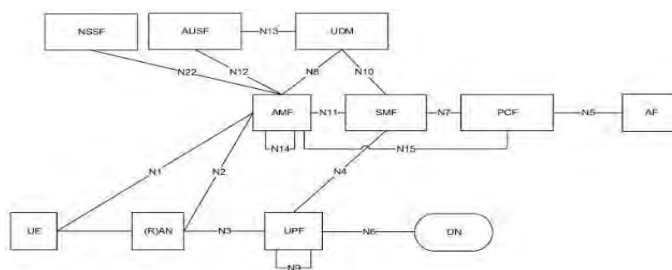 NSSF
AUSF
N13
UDM
N22
N12
N8
N10
AMF
N11
SMF
N7
PCF
N5
AF
N14
N15
N1
N2
N4
UE
(R)AN
N3
UPF
N6
DN
N9